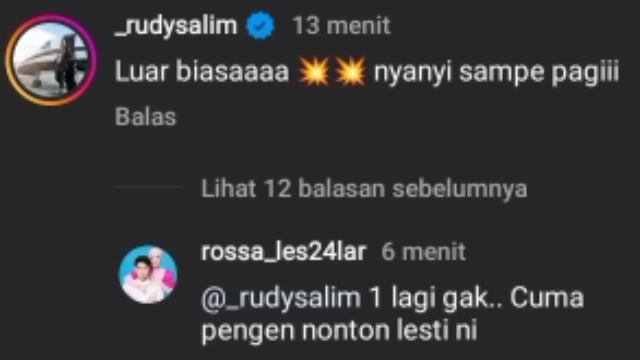 _rudysalim 13 menit
Luar biasaaaa 💥💥 nyanyi sampe pagiii
Balas
Lihat 12 balasan sebelumnya
rossa_les24lar 6 menit
@_rudysalim 1 lagi gak.. Cuma
pengen nonton lesti ni